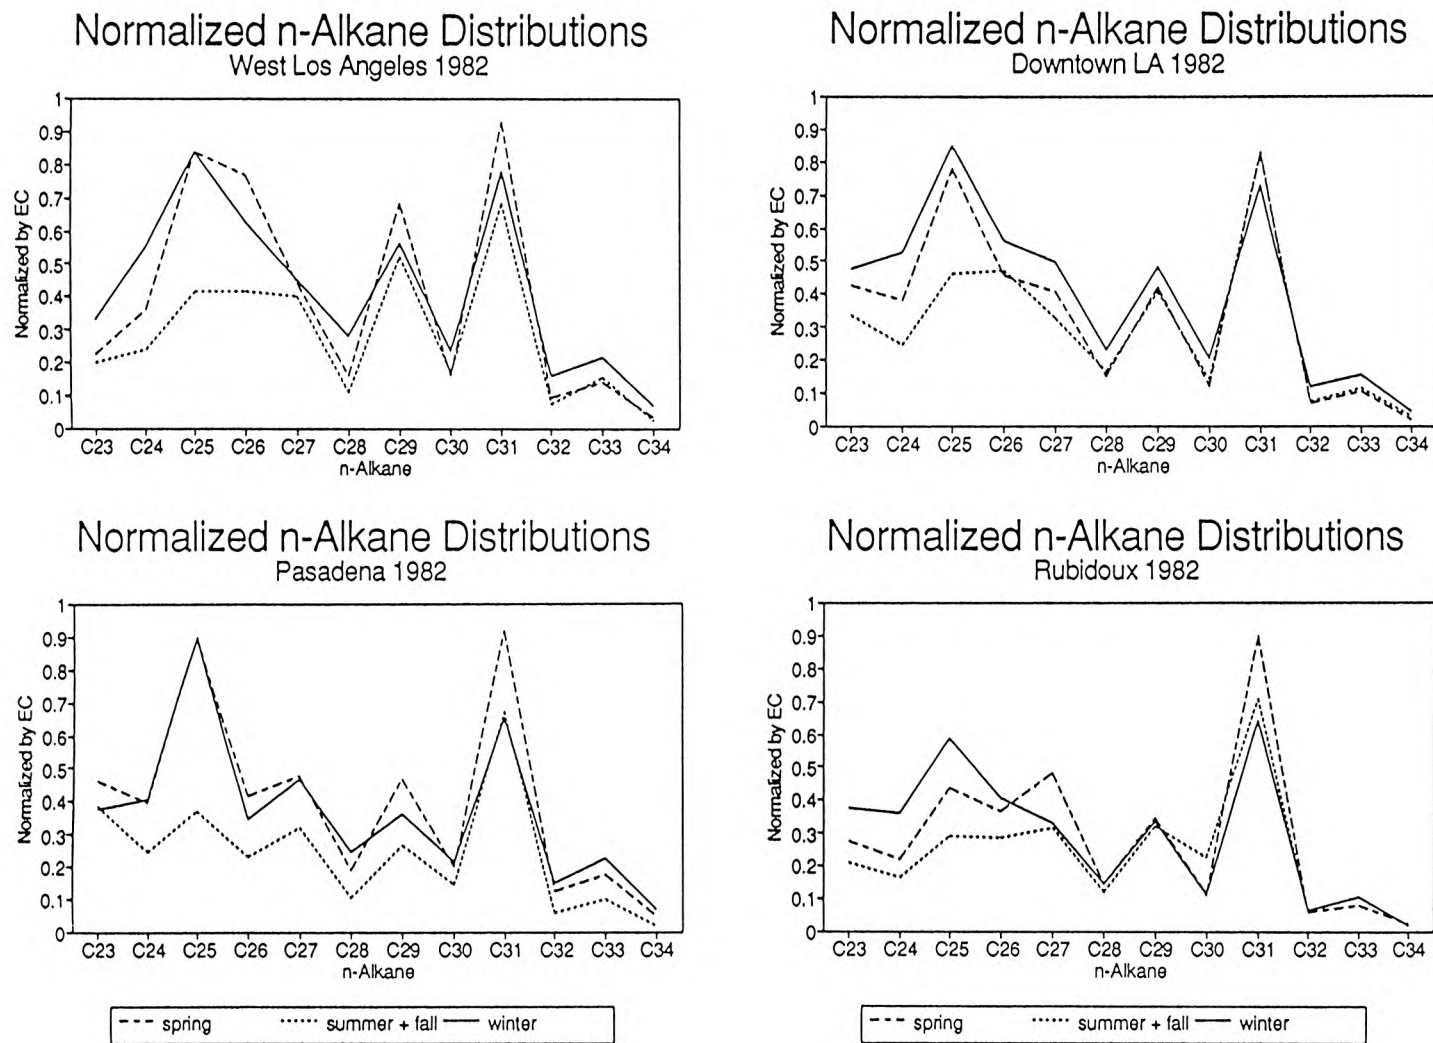 Normalized n-Alkane Distributions
West Los Angeles 1982
1
0.9
0.8
0.7
0.6
0.5
0.4
0.3
0.2
0.1
0
Normalized by EC
C23 C24 C25 C26 C27 C28 C29 C30 C31 C32 C33 C34
n-Alkane
Normalized n-Alkane Distributions
Downtown LA 1982
1
0.9
0.8
0.7
0.6
0.5
0.4
0.3
0.2
0.1
0
Normalized by EC
C23 C24 C25 C26 C27 C28 C29 C30 C31 C32 C33 C34
n-Alkane
Normalized n-Alkane Distributions
Pasadena 1982
1
0.9
0.8
0.7
0.6
0.5
0.4
0.3
0.2
0.1
0
Normalized by EC
C23 C24 C25 C26 C27 C28 C29 C30 C31 C32 C33 C34
n-Alkane
spring summer + fall winter
Normalized n-Alkane Distributions
Rubidoux 1982
1
0.9
0.8
0.7
0.6
0.5
0.4
0.3
0.2
0.1
0
Normalized by EC
C23 C24 C25 C26 C27 C28 C29 C30 C31 C32 C33 C34
n-Alkane
spring summer + fall winter